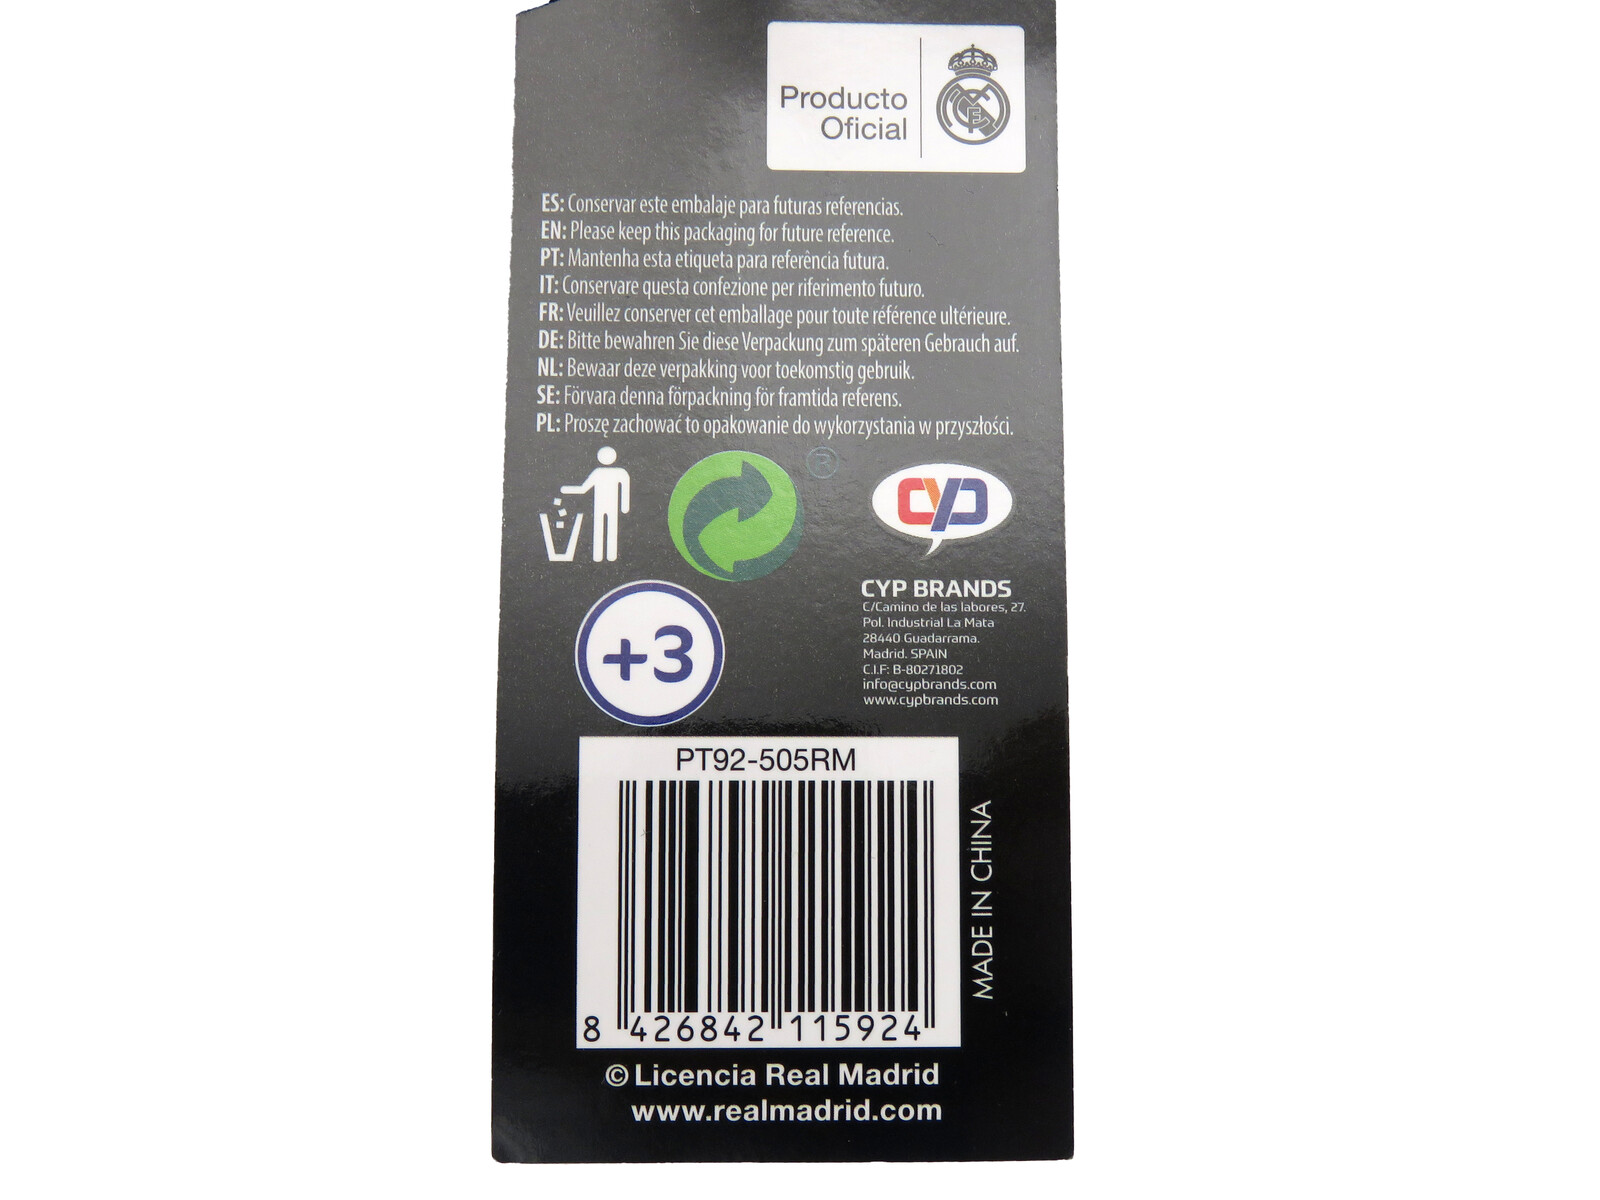 Producto
Oficial
ES: Conservar este embalaje para futuras referencias.
EN: Please keep this packaging for future reference.
PT: Mantenha esta etiqueta para referência futura.
IT: Conservare questa confezione per riferimento futuro.
FR: Veuillez conserver cet emballage pour toute référence ultérieure.
DE: Bitte bewahren Sie diese Verpackung zum späteren Gebrauch auf.
NL: Bewaar deze verpakking voor toekomstig gebruik.
SE: Förvara denna förpackning för framtida referens.
PL: Proszę zachować to opakowanie do wykorzystania w przyszłości.
®
CYP
CYP BRANDS
C/Camino de las labores, 27.
Pol. Industrial La Mata
28440 Guadarrama.
Madrid. SPAIN
C.I.F: B-80271802
info@cypbrands.com
www.cypbrands.com
+3
PT92-505RM
8 426842 115924
MADE IN CHINA
© Licencia Real Madrid
www.realmadrid.com